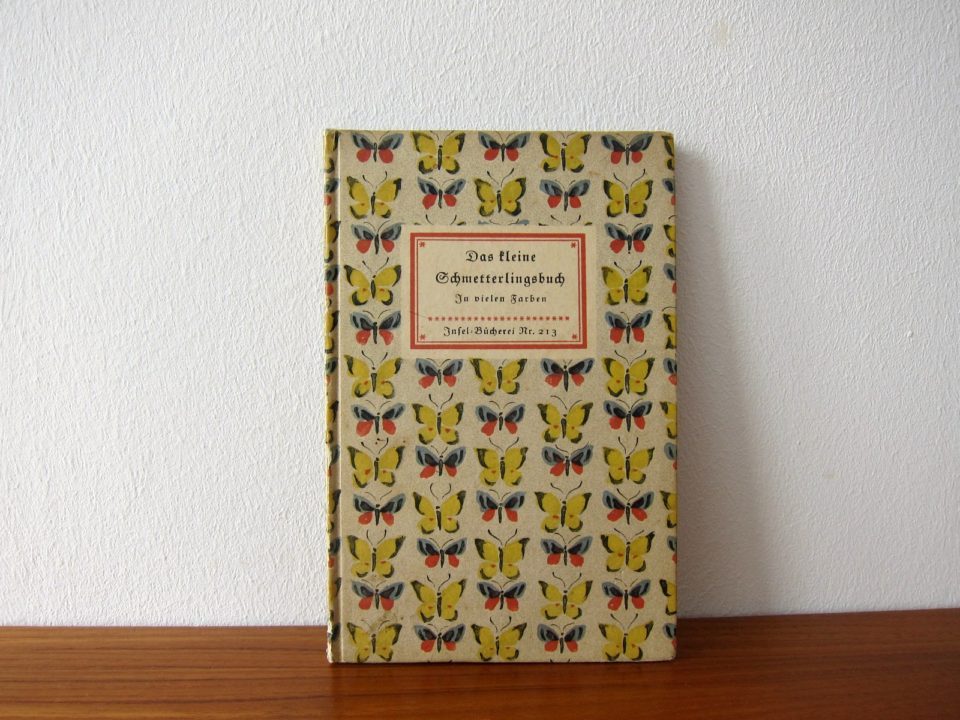 Das kleine
Schmetterlingsbuch
In vielen Farben
Insel-Bücherei Nr. 213